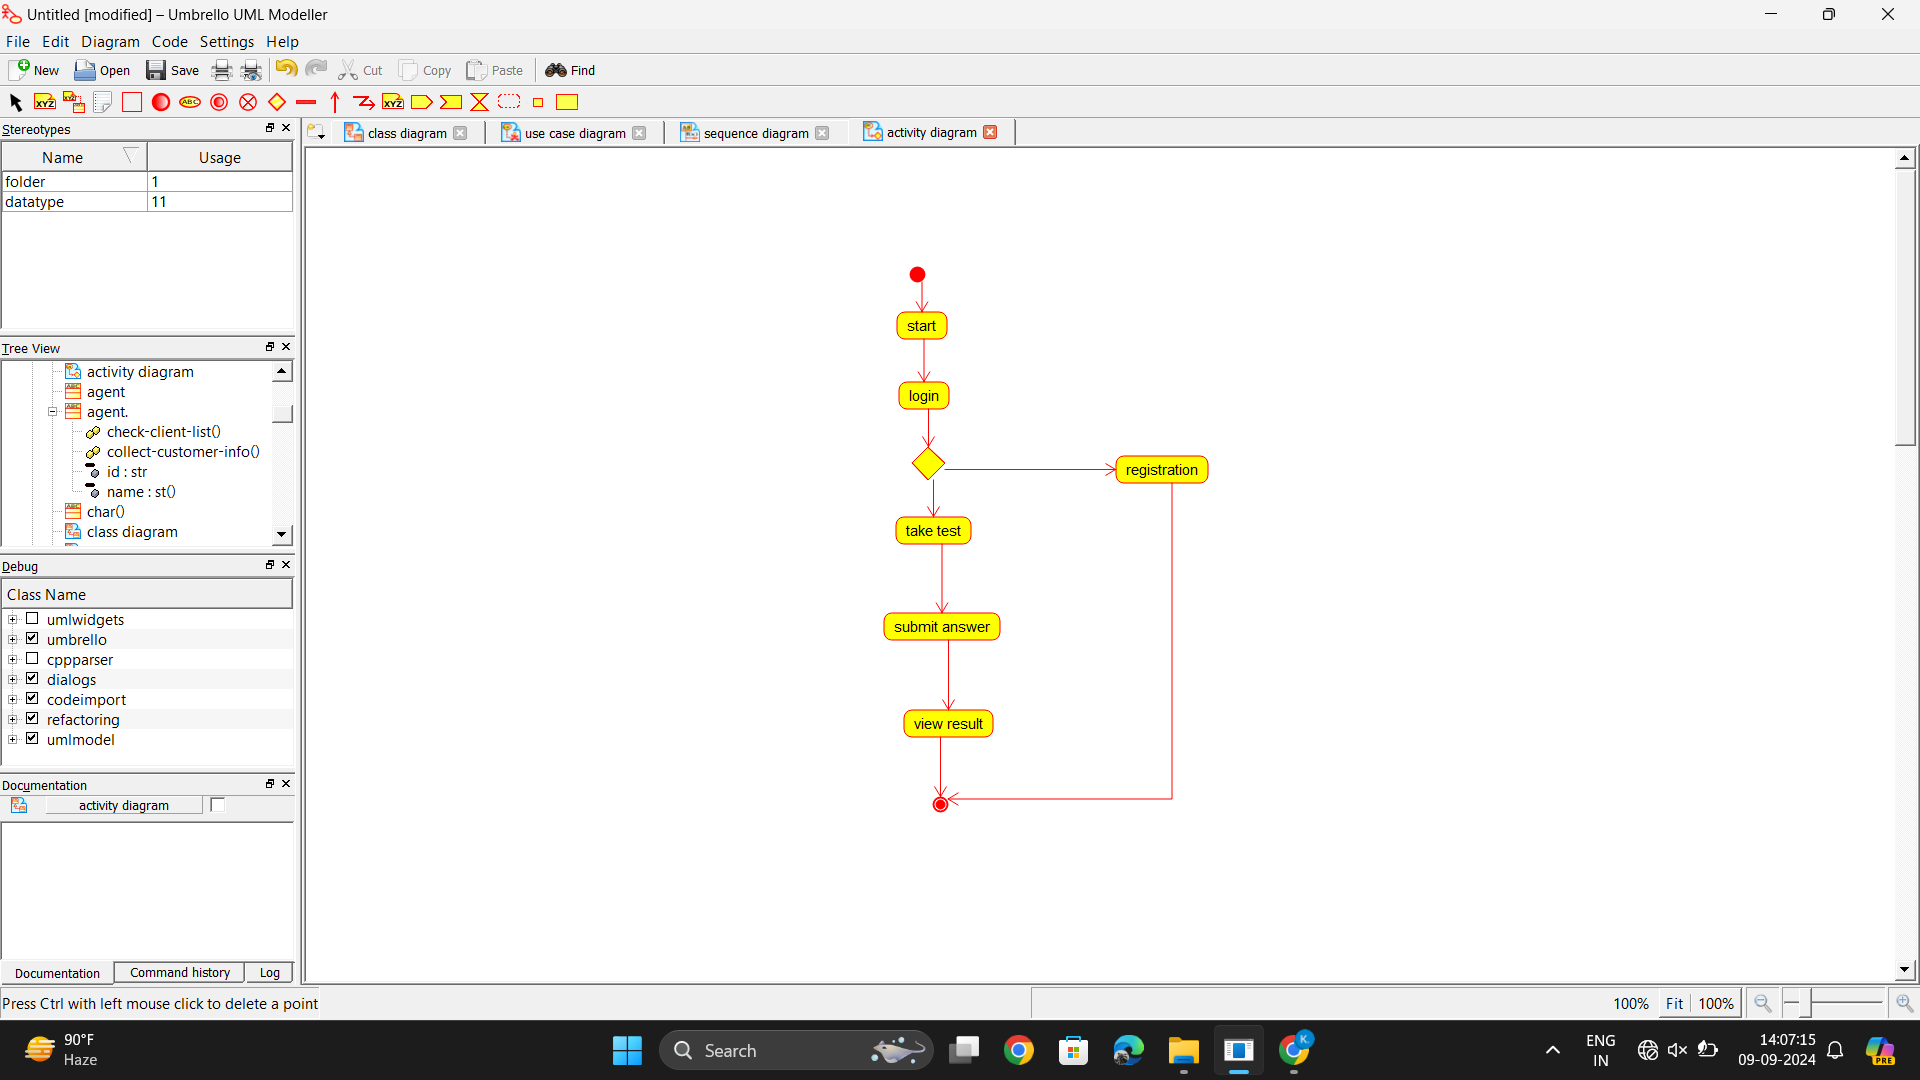 Untitled [modified] – Umbrello UML Modeller
File Edit Diagram Code Settings Help
New Open Save Cut Copy Paste Find
XYZ XYZ ABC XYZ
Stereotypes
Name Usage
folder 1
datatype 11
class diagram use case diagram sequence diagram activity diagram
Tree View
activity diagram
agent
agent.
check-client-list()
collect-customer-info()
id : str
name : st()
char()
class diagram
Debug
Class Name
umlwidgets
umbrello
cppparser
dialogs
codeimport
refactoring
umlmodel
Documentation
activity diagram
Documentation Command history Log
start
login
registration
take test
submit answer
view result
Press Ctrl with left mouse click to delete a point
100% Fit 100%
90°F
Haze
Search
K.
ENG
IN
14:07:15
09-09-2024
PRE